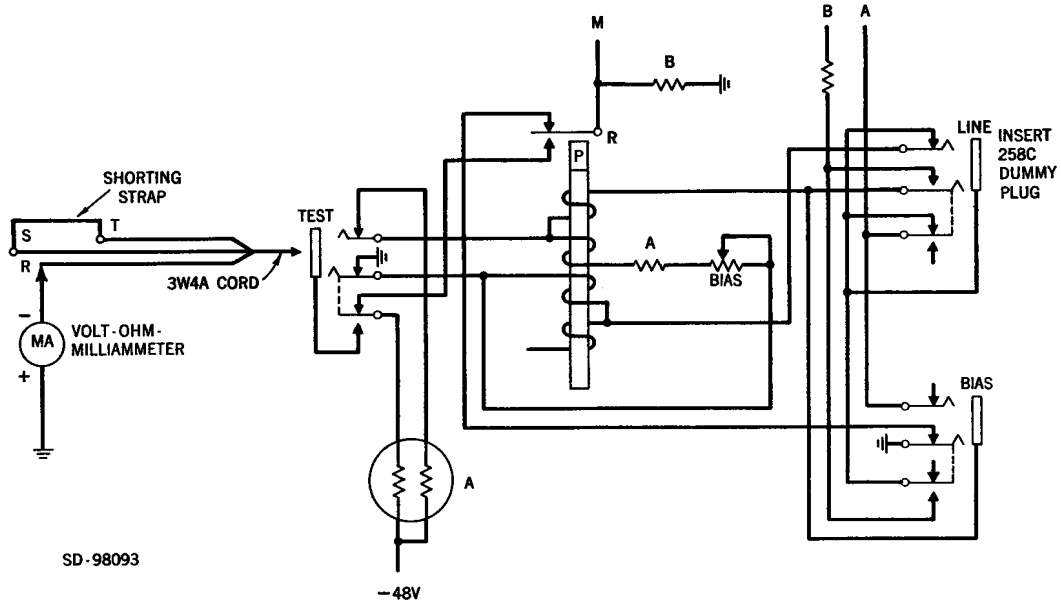 M
B
R
P
B
A
LINE
INSERT
258C
DUMMY
PLUG
SHORTING
STRAP
S
T
R
3W4A CORD
TEST
A
BIAS
−
MA
+
VOLT-OHM-
MILLIAMMETER
BIAS
A
SD-98093
−48V